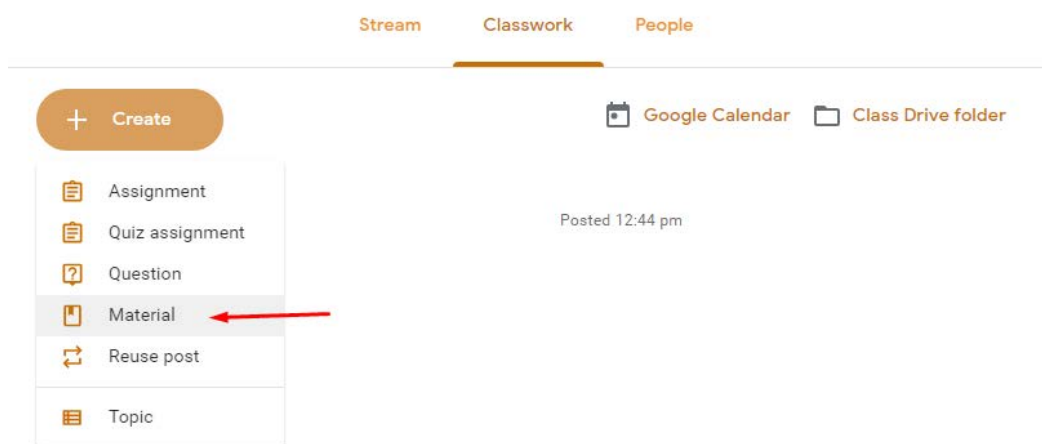 Stream Classwork People
+ Create Google Calendar Class Drive folder
Assignment
Posted 12:44 pm
Quiz assignment
Question
Material
Reuse post
Topic